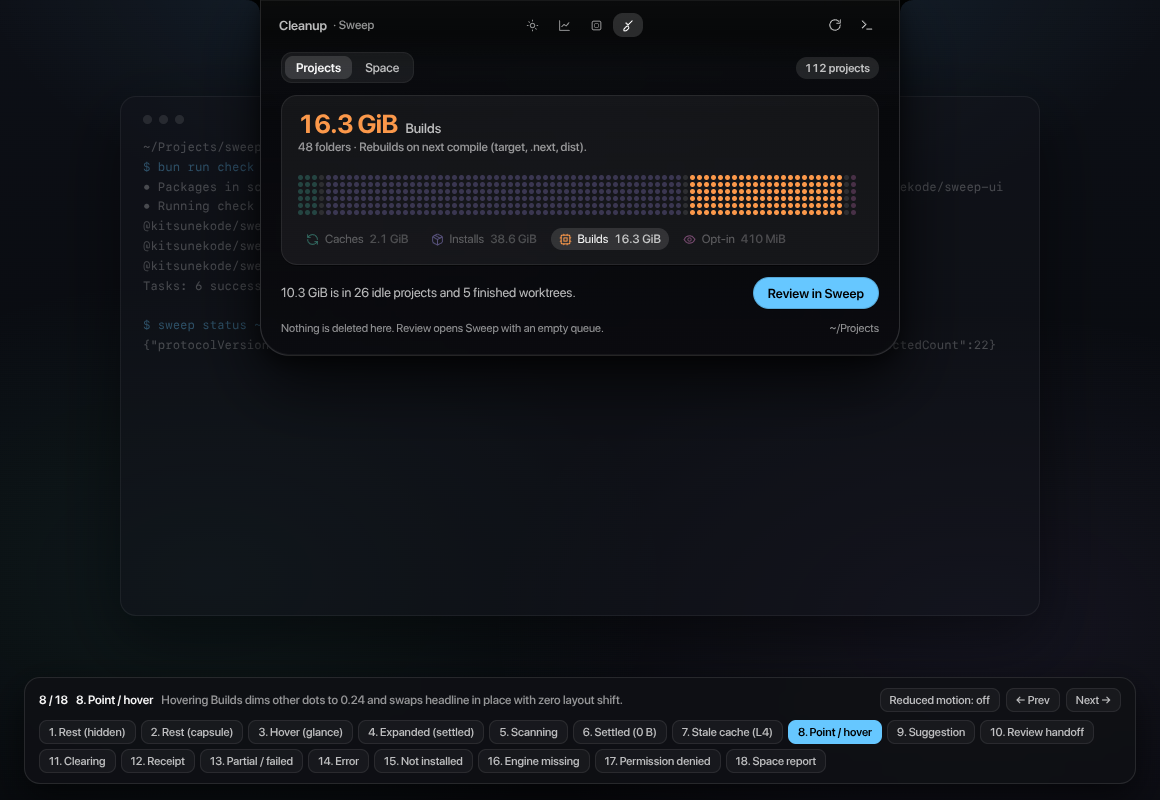 Cleanup · Sweep
Projects Space 112 projects
16.3 GiB Builds
48 folders · Rebuilds on next compile (target, .next, dist).
Caches 2.1 GiB Installs 38.6 GiB Builds 16.3 GiB Opt-in 410 MiB
10.3 GiB is in 26 idle projects and 5 finished worktrees.
Review in Sweep
Nothing is deleted here. Review opens Sweep with an empty queue. ~/Projects
~/Projects/sweep
$ bun run check
• Packages in sc ekode/sweep-ui
• Running check
@kitsunekode/swe
@kitsunekode/swe
@kitsunekode/swe
Tasks: 6 success
$ sweep status ~
{"protocolVersion ctedCount":22}
8 / 18 8. Point / hover Hovering Builds dims other dots to 0.24 and swaps headline in place with zero layout shift.
Reduced motion: off ← Prev Next →
1. Rest (hidden) 2. Rest (capsule) 3. Hover (glance) 4. Expanded (settled) 5. Scanning 6. Settled (0 B) 7. Stale cache (L4) 8. Point / hover 9. Suggestion 10. Review handoff
11. Clearing 12. Receipt 13. Partial / failed 14. Error 15. Not installed 16. Engine missing 17. Permission denied 18. Space report